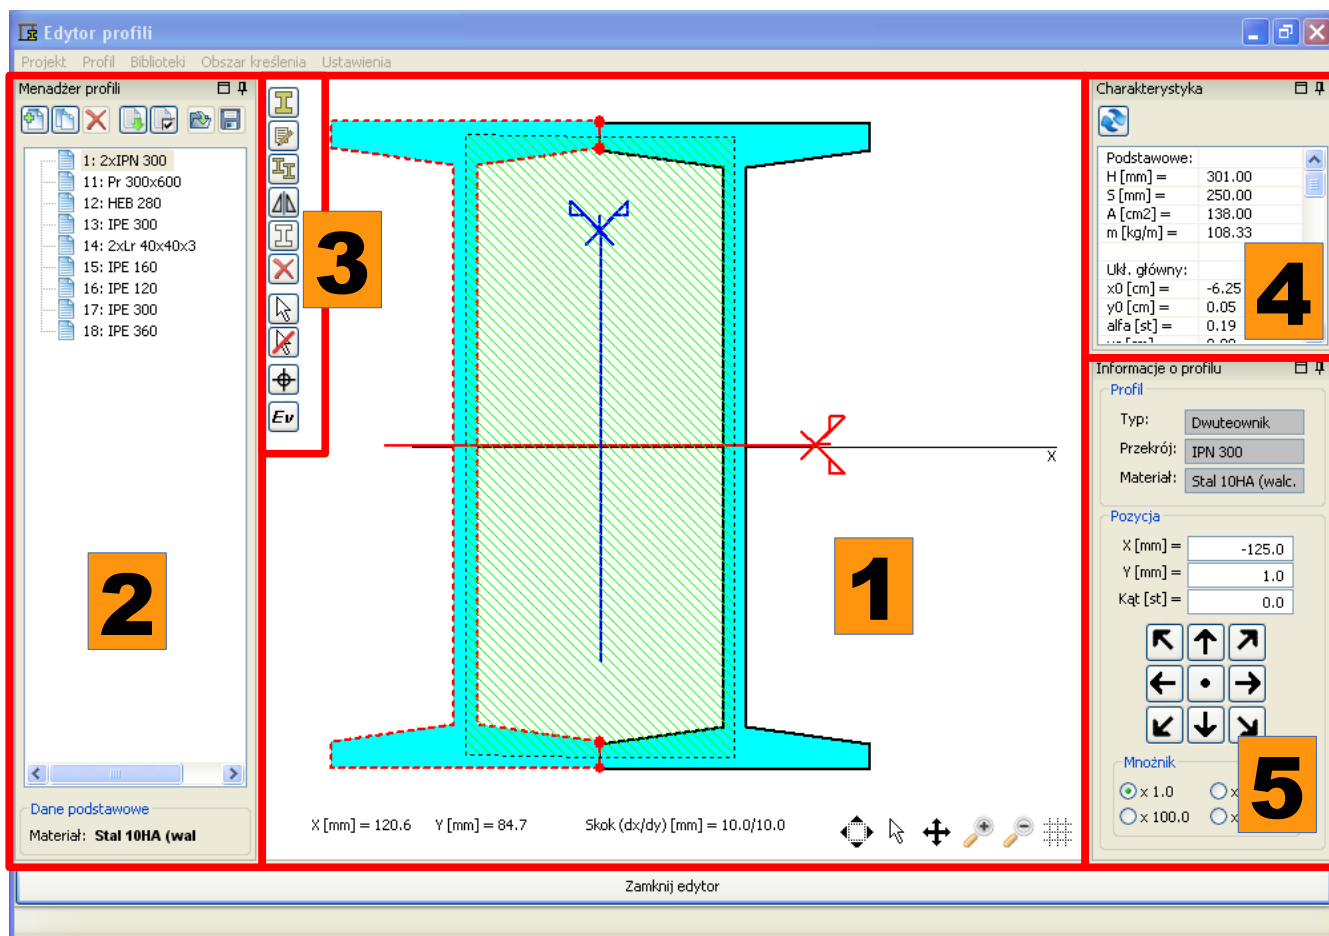 Edytor profili
Projekt Profil Biblioteki Obszar kreślenia Ustawienia
Menadżer profili
1: 2xIPN 300
11: Pr 300x600
12: HEB 280
13: IPE 300
14: 2xLr 40x40x3
15: IPE 160
16: IPE 120
17: IPE 300
18: IPE 360
2
Dane podstawowe
Materiał: Stal 10HA (wal
Ev
3
X
1
X [mm] = 120.6 Y [mm] = 84.7 Skok (dx/dy) [mm] = 10.0/10.0
Charakterystyka
Podstawowe:
H [mm] = 301.00
S [mm] = 250.00
A [cm2] = 138.00
m [kg/m] = 108.33
Ukł. główny:
x0 [cm] = -6.25
y0 [cm] = 0.05
alfa [st] = 0.19
4
Informacje o profilu
Profil
Typ: Dwuteownik
Przekrój: IPN 300
Materiał: Stal 10HA (walc.
Pozycja
X [mm] = -125.0
Y [mm] = 1.0
Kąt [st] = 0.0
Mnożnik
x 1.0 x
x 100.0 x
5
Zamknij edytor